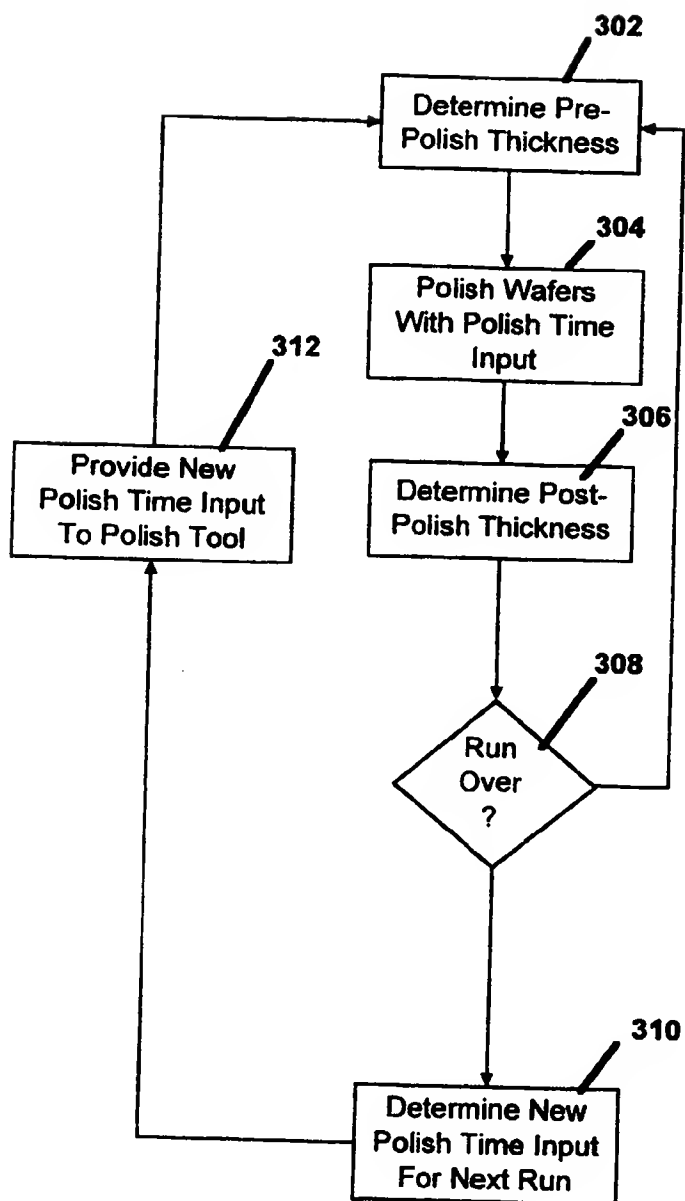 302
Determine Pre-
Polish Thickness
304
Polish Wafers
With Polish Time
Input
312
Provide New
Polish Time Input
To Polish Tool
306
Determine Post-
Polish Thickness
308
Run
Over
?
310
Determine New
Polish Time Input
For Next Run